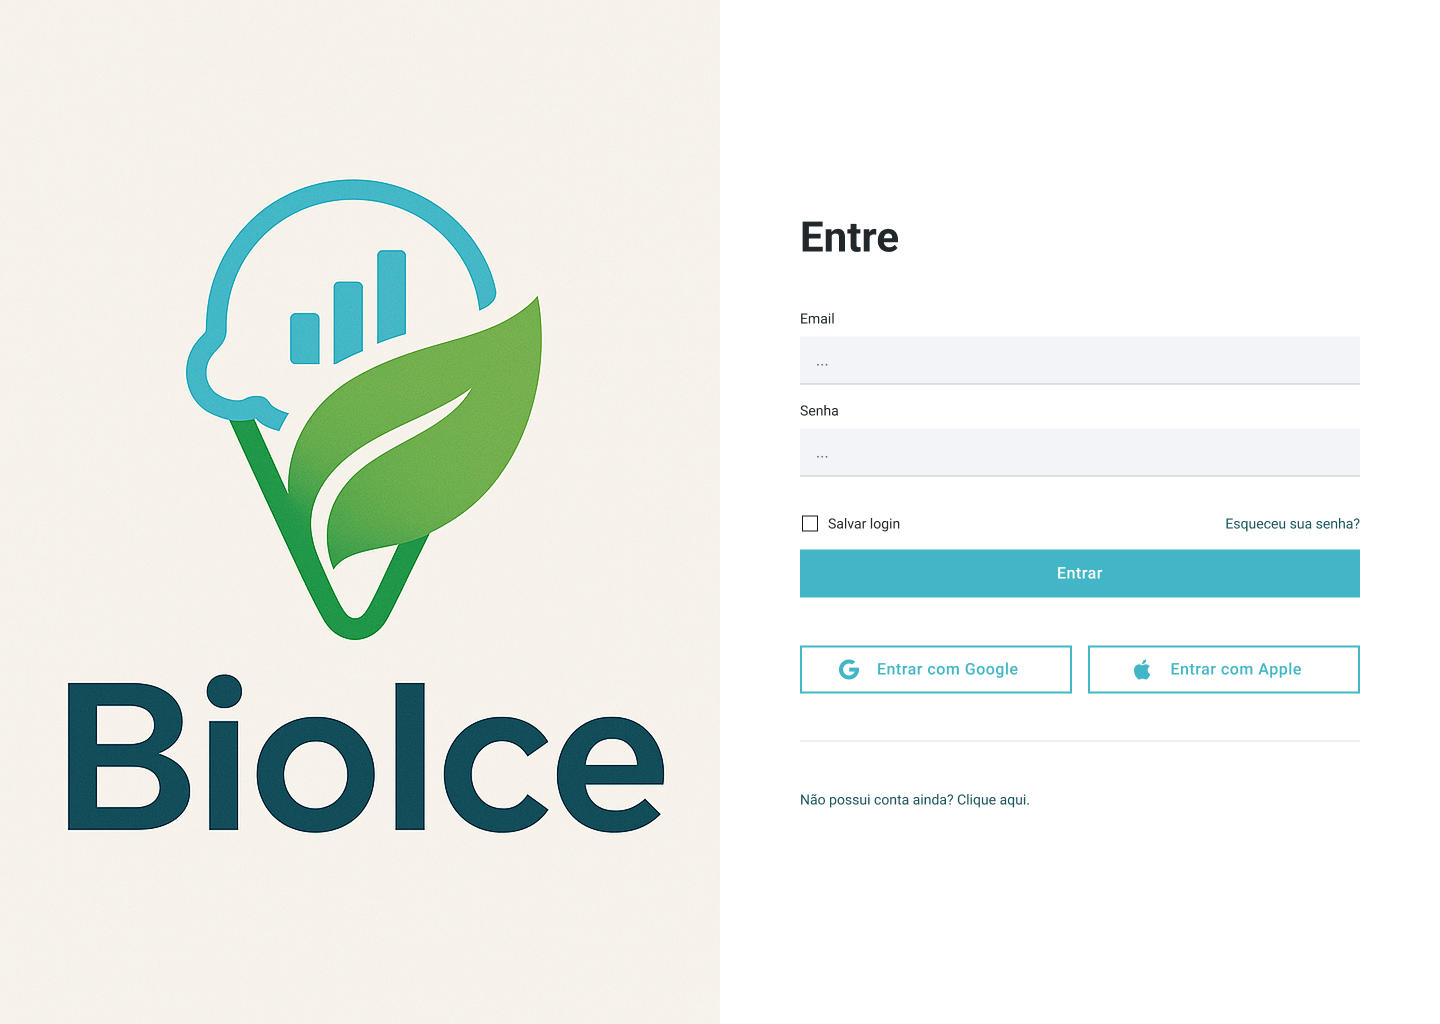 BioIce
Entre
Email
...
Senha
...
Salvar login
Esqueceu sua senha?
Entrar
Entrar com Google
Entrar com Apple
Não possui conta ainda? Clique aqui.